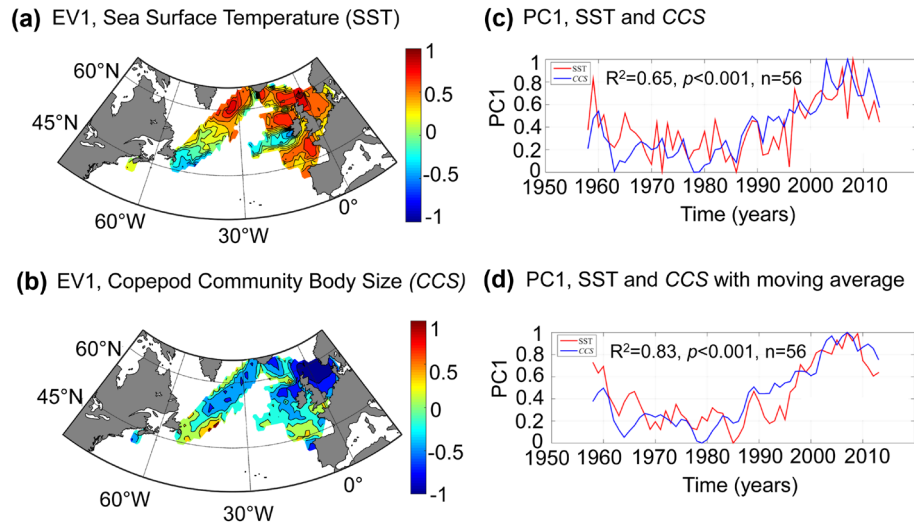 (a) EV1, Sea Surface Temperature (SST)
60°N
45°N
60°W
30°W
0°
1
0.5
0
-0.5
-1
(c) PC1, SST and CCS
SST
CCS
R²=0.65, p<0.001, n=56
PC1
1
0.8
0.6
0.4
0.2
0
1950 1960 1970 1980 1990 2000 2010
Time (years)
(b) EV1, Copepod Community Body Size (CCS)
60°N
45°N
60°W
30°W
0°
1
0.5
0
-0.5
-1
(d) PC1, SST and CCS with moving average
SST
CCS
R²=0.83, p<0.001, n=56
PC1
1
0.8
0.6
0.4
0.2
0
1950 1960 1970 1980 1990 2000 2010
Time (years)